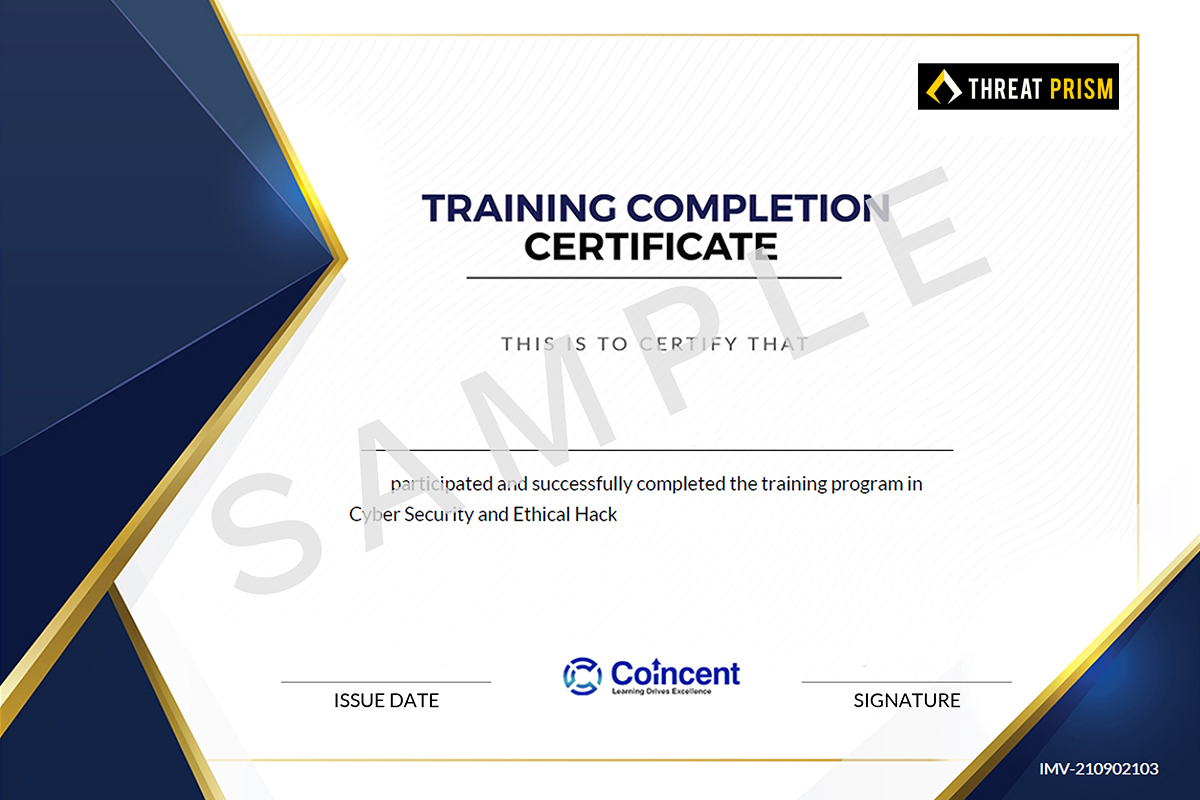 THREAT PRISM
TRAINING COMPLETION
CERTIFICATE
THIS IS TO CERTIFY THAT
SAMPLE
participated and successfully completed the training program in
Cyber Security and Ethical Hack
Coincent
Learning Drives Excellence
ISSUE DATE
SIGNATURE
IMV-210902103